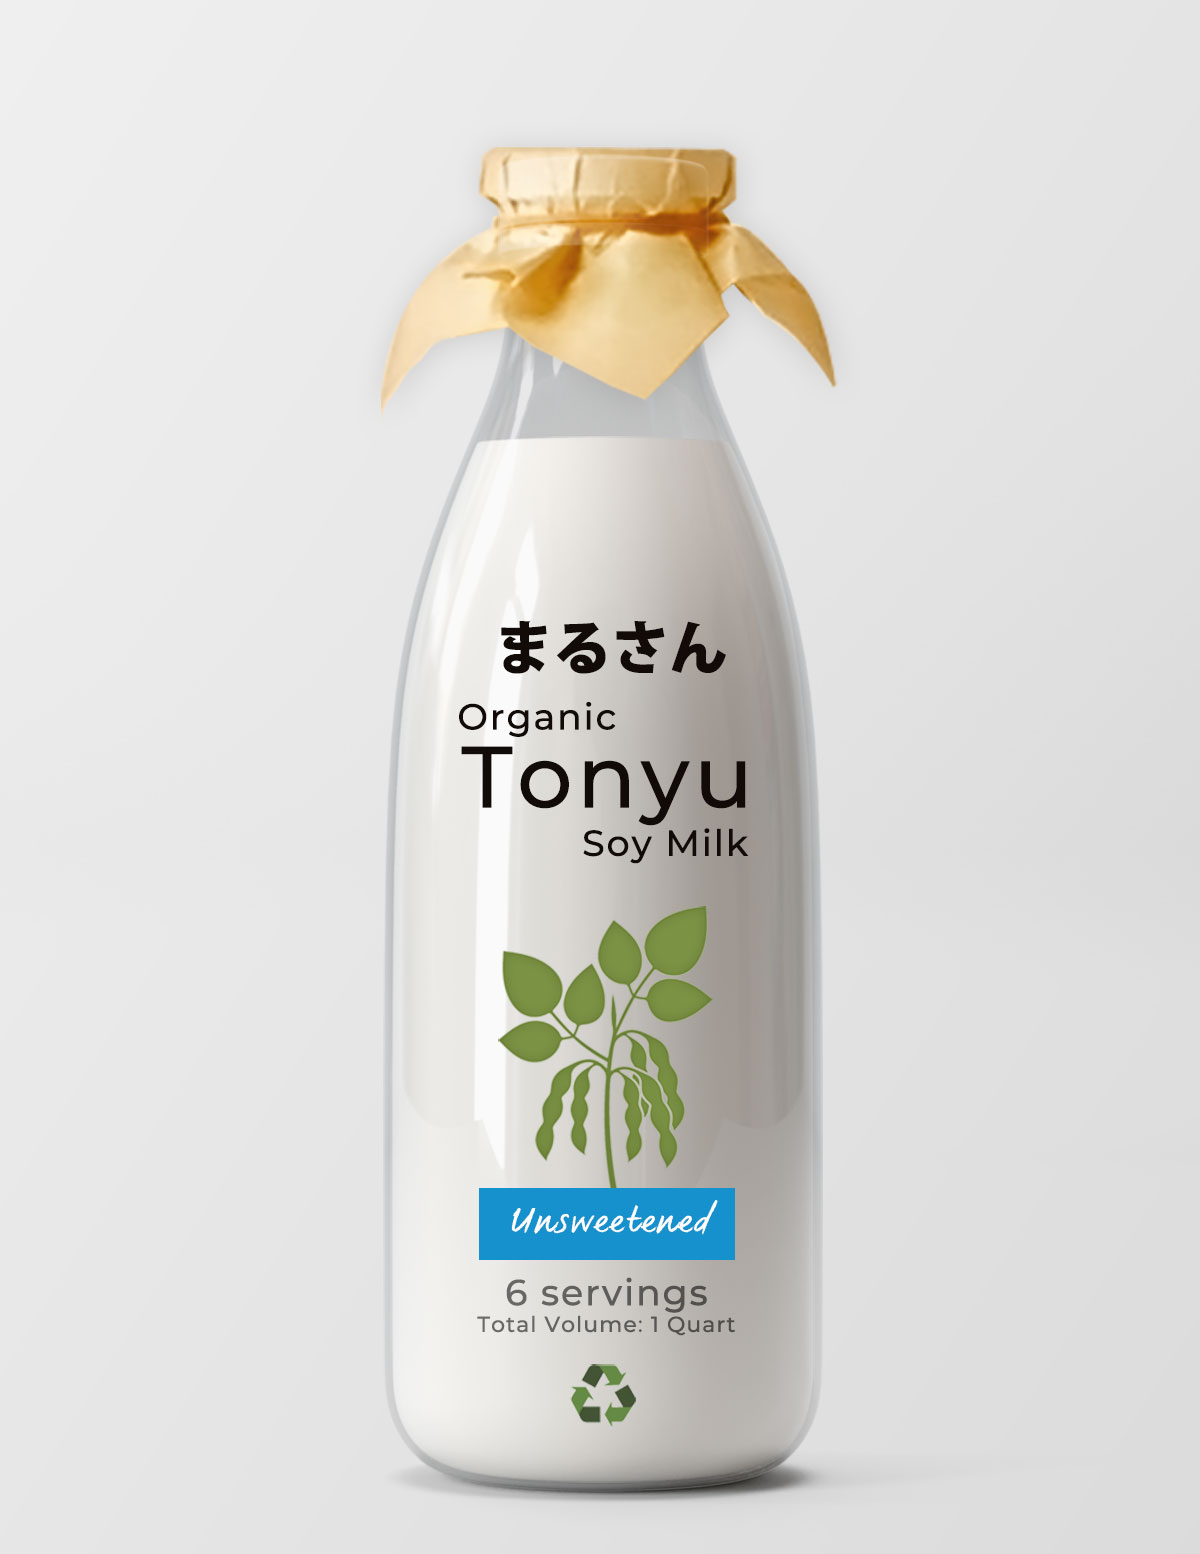 まるさん
Organic
Tonyu
Soy Milk
Unsweetened
6 servings
Total Volume: 1 Quart